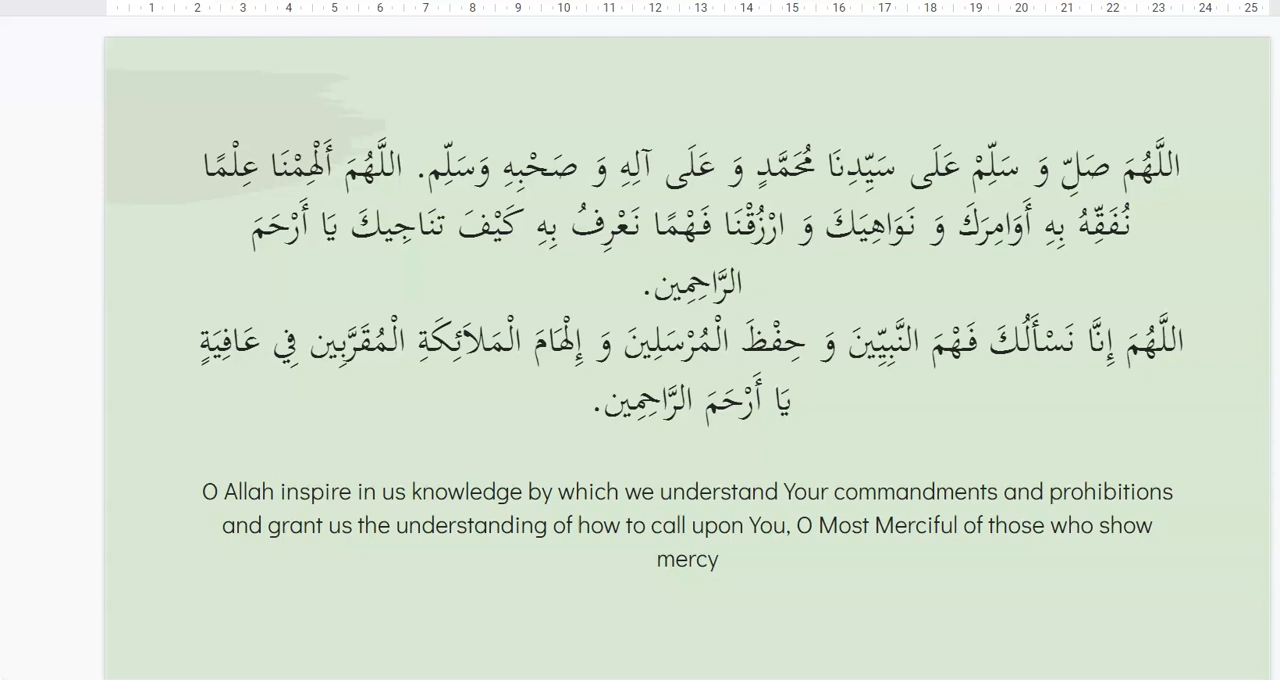 1 2 3 4 5 6 7 8 9 10 11 12 13 14 15 16 17 18 19 20 21 22 23 24 25
اللَّهُمَ صَلِّ وَ سَلِّمْ عَلَى سَيِّدِنَا مُحَمَّدٍ وَ عَلَى آلِهِ وَ صَحْبِهِ وَسَلِّم. اللَّهُمَ أَلْهِمْنَا عِلْمًا
نُفَقِّهُ بِهِ أَوَامِرَكَ وَ نَوَاهِيَكَ وَ ارْزُقْنَا فَهْمًا نَعْرِفُ بِهِ كَيْفَ تنَاجِيكَ يَا أَرْحَمَ
الرَّاحِمِين.
اللَّهُمَ إِنَّا نَسْأَلُكَ فَهْمَ النَّبِيِّينَ وَ حِفْظَ الْمُرْسَلِينَ وَ إِلْهَامَ الْمَلاَئِكَةِ الْمُقَرَّبِين فِي عَافِيَةٍ
يَا أَرْحَمَ الرَّاحِمِين.
O Allah inspire in us knowledge by which we understand Your commandments and prohibitions
and grant us the understanding of how to call upon You, O Most Merciful of those who show
mercy